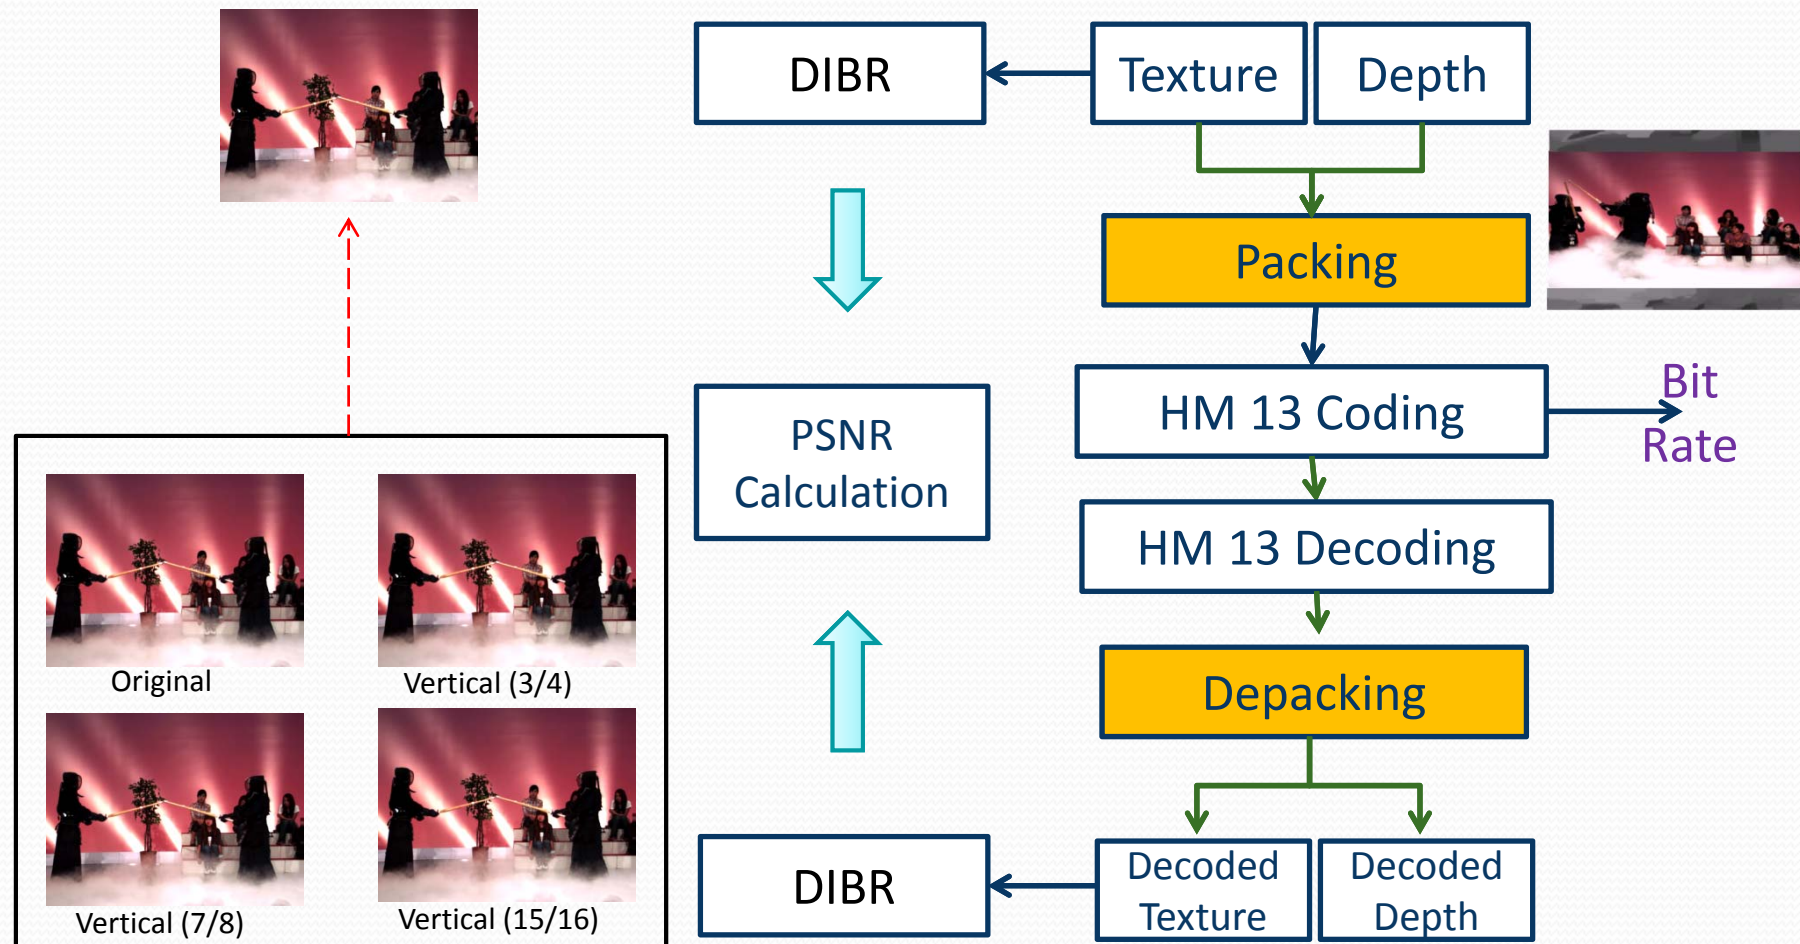 DIBR
Texture
Depth
Packing
HM 13 Coding
Bit
Rate
PSNR
Calculation
HM 13 Decoding
Original
Vertical (3/4)
Depacking
Vertical (7/8)
Vertical (15/16)
DIBR
Decoded
Texture
Decoded
Depth